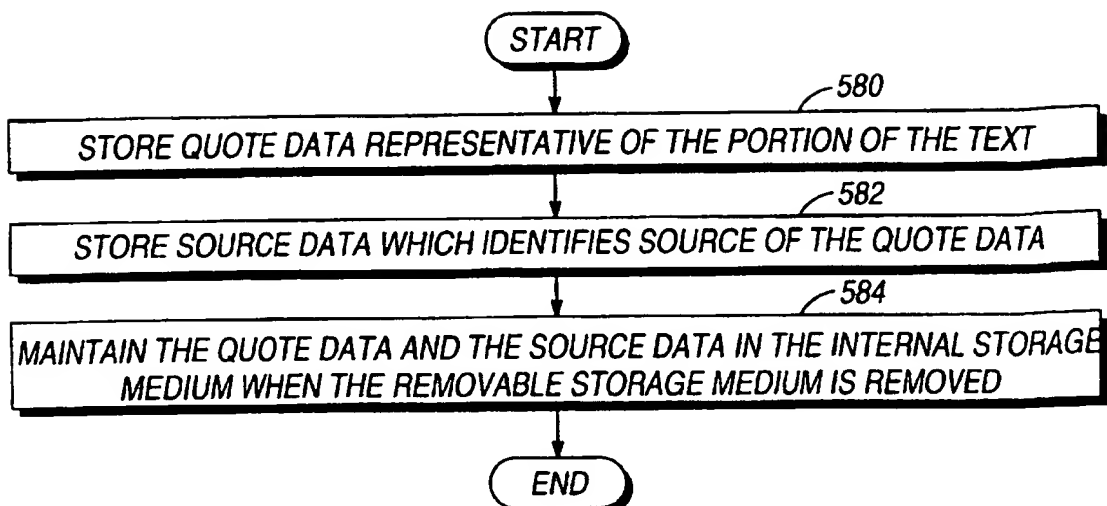 START
580
STORE QUOTE DATA REPRESENTATIVE OF THE PORTION OF THE TEXT
582
STORE SOURCE DATA WHICH IDENTIFIES SOURCE OF THE QUOTE DATA
584
MAINTAIN THE QUOTE DATA AND THE SOURCE DATA IN THE INTERNAL STORAGE
MEDIUM WHEN THE REMOVABLE STORAGE MEDIUM IS REMOVED
END